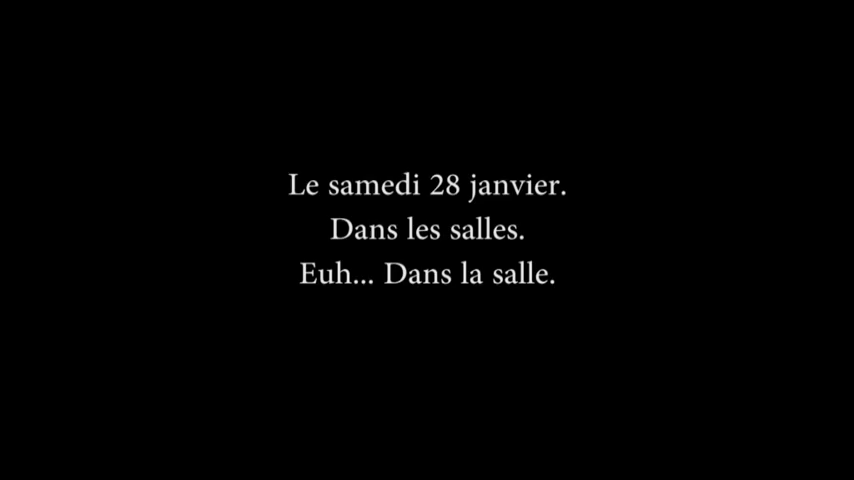 Le samedi 28 janvier.
Dans les salles.
Euh... Dans la salle.